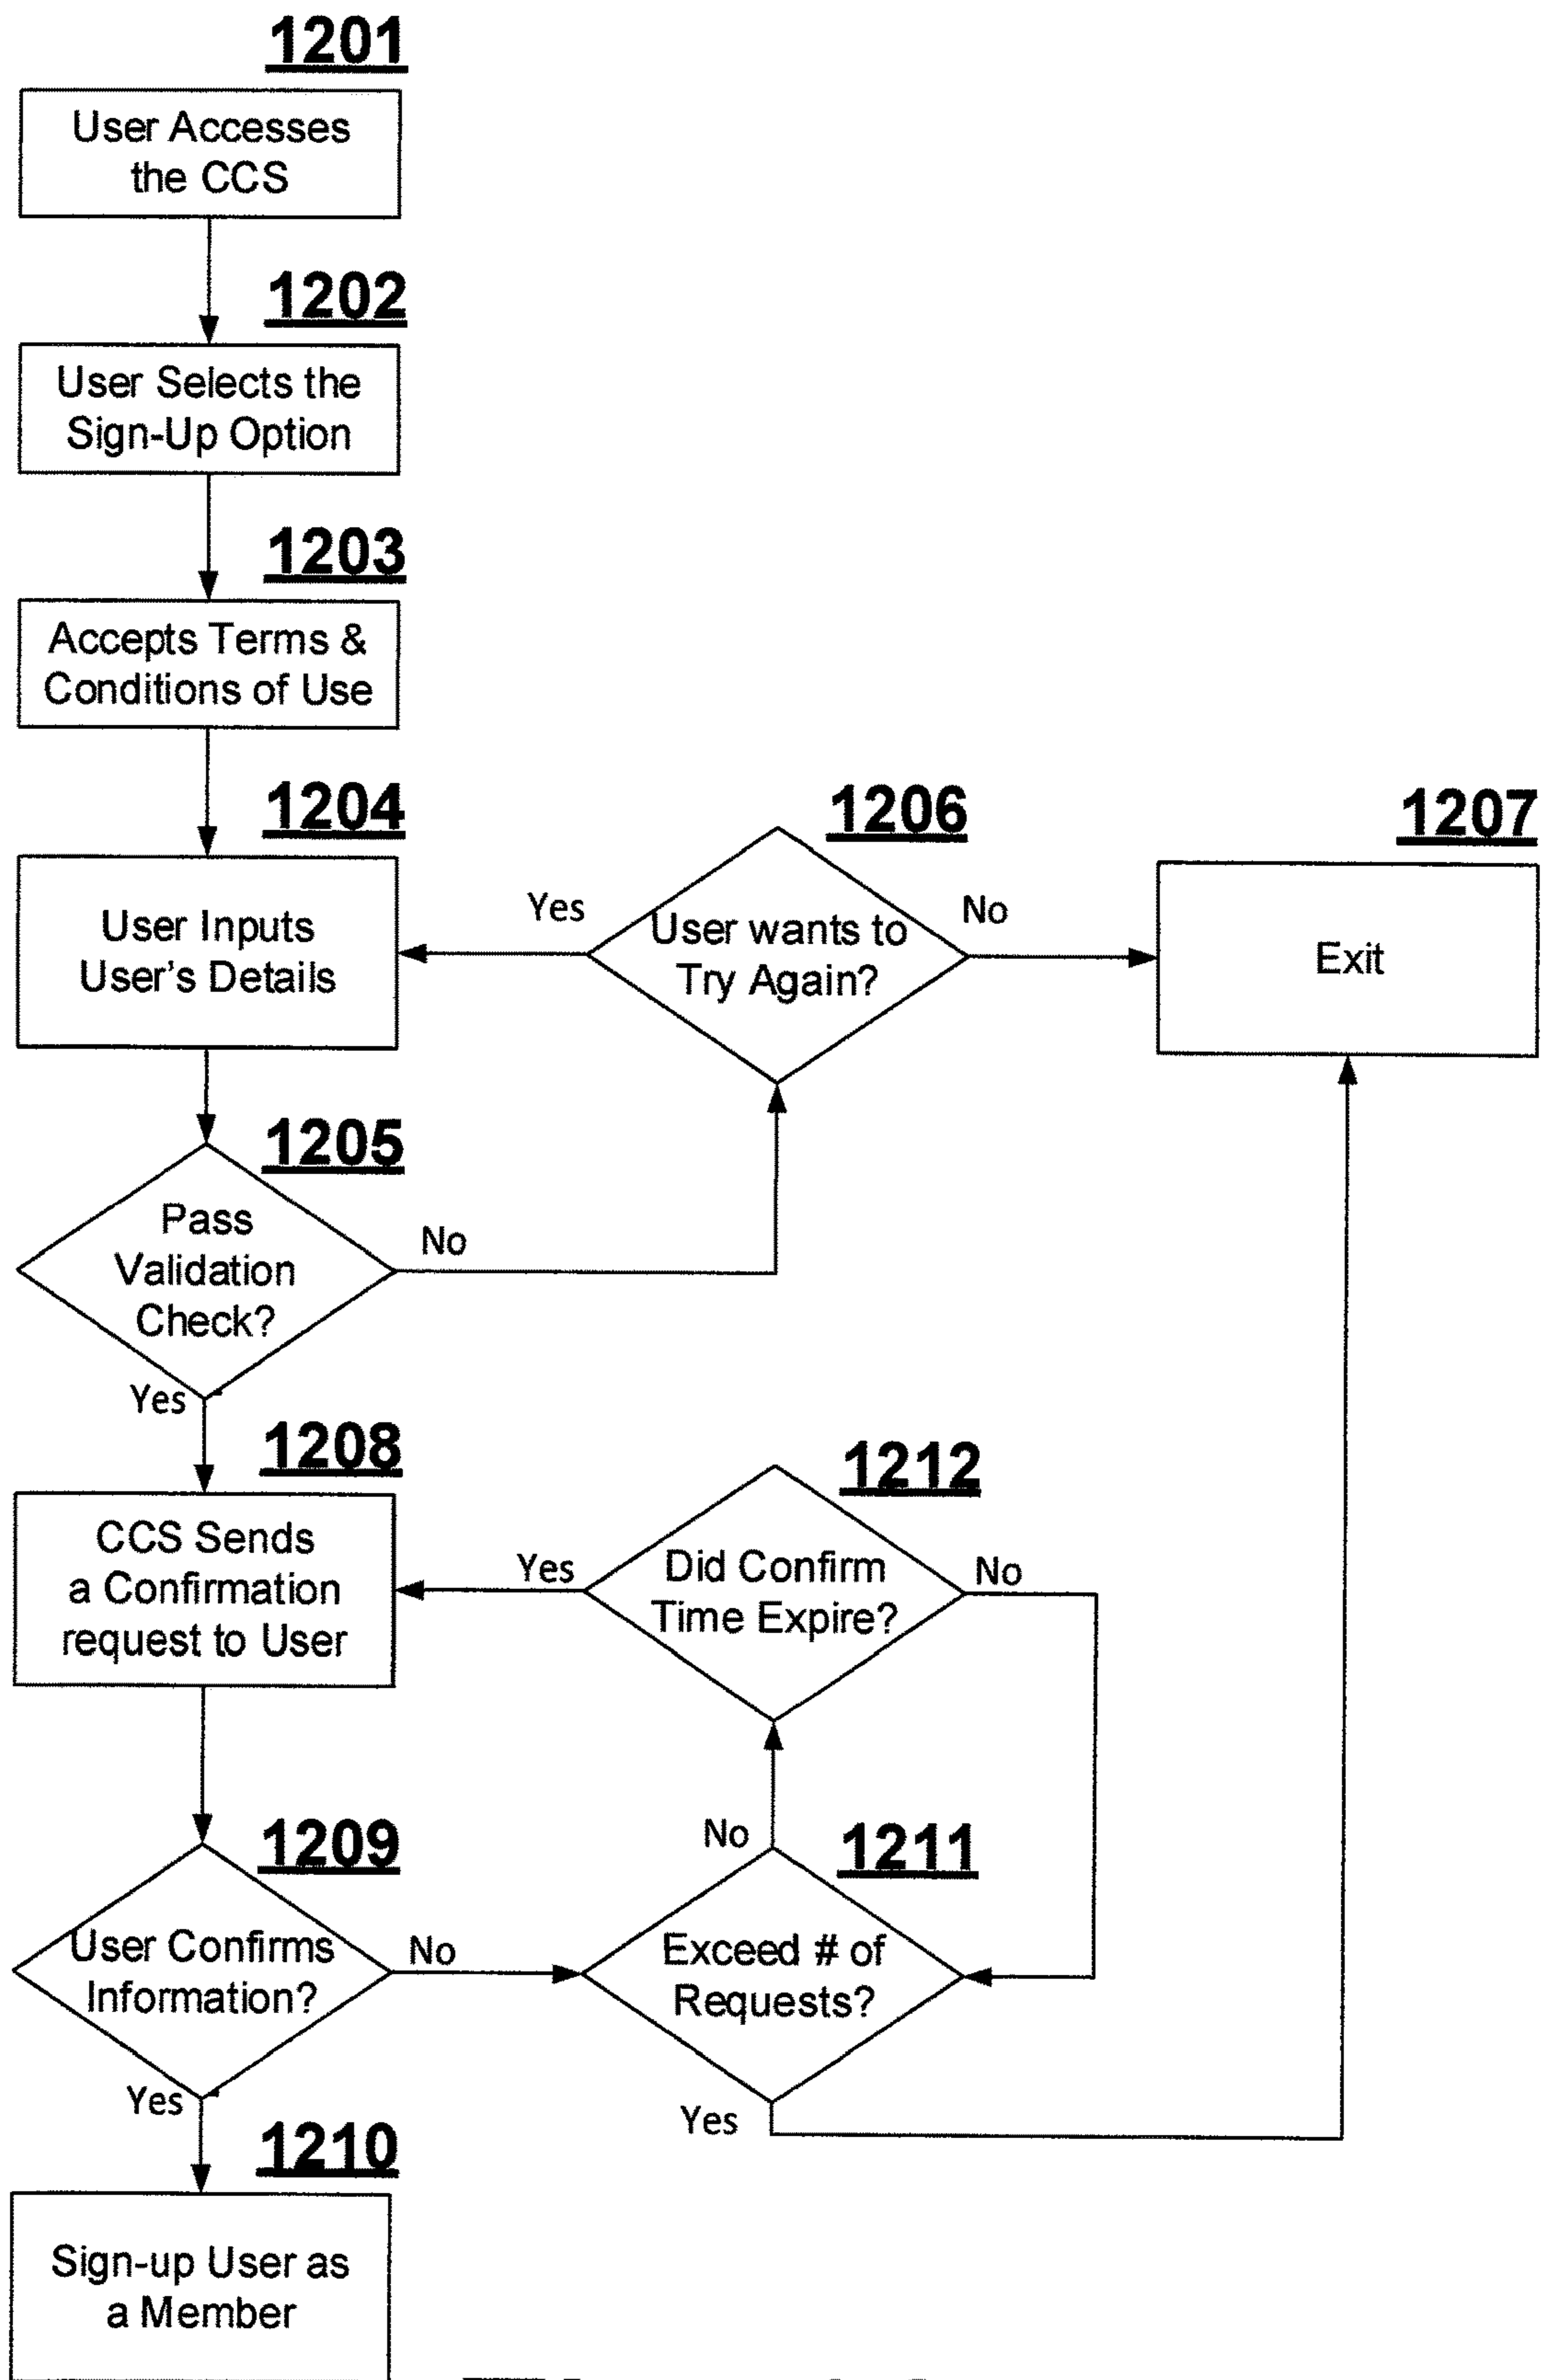 1201
User Accesses
the CCS
1202
User Selects the
Sign-Up Option
1203
Accepts Terms &
Conditions of Use
1204
User Inputs
User's Details
1206
Yes
User wants to
Try Again?
No
1207
Exit
1205
Pass
Validation
Check?
No
Yes
1208
CCS Sends
a Confirmation
request to User
1212
Yes
Did Confirm
Time Expire?
No
1209
User Confirms
Information?
No
No
1211
Exceed # of
Requests?
Yes
Yes
1210
Sign-up User as
a Member